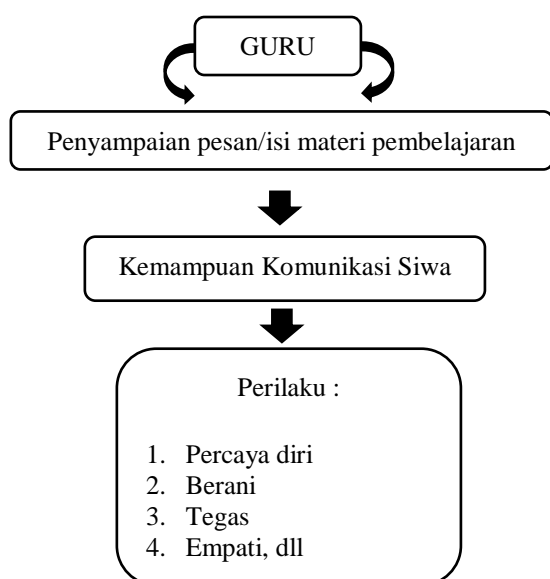 GURU
Penyampaian pesan/isi materi pembelajaran
Kemampuan Komunikasi Siwa
Perilaku :
1. Percaya diri
2. Berani
3. Tegas
4. Empati, dll